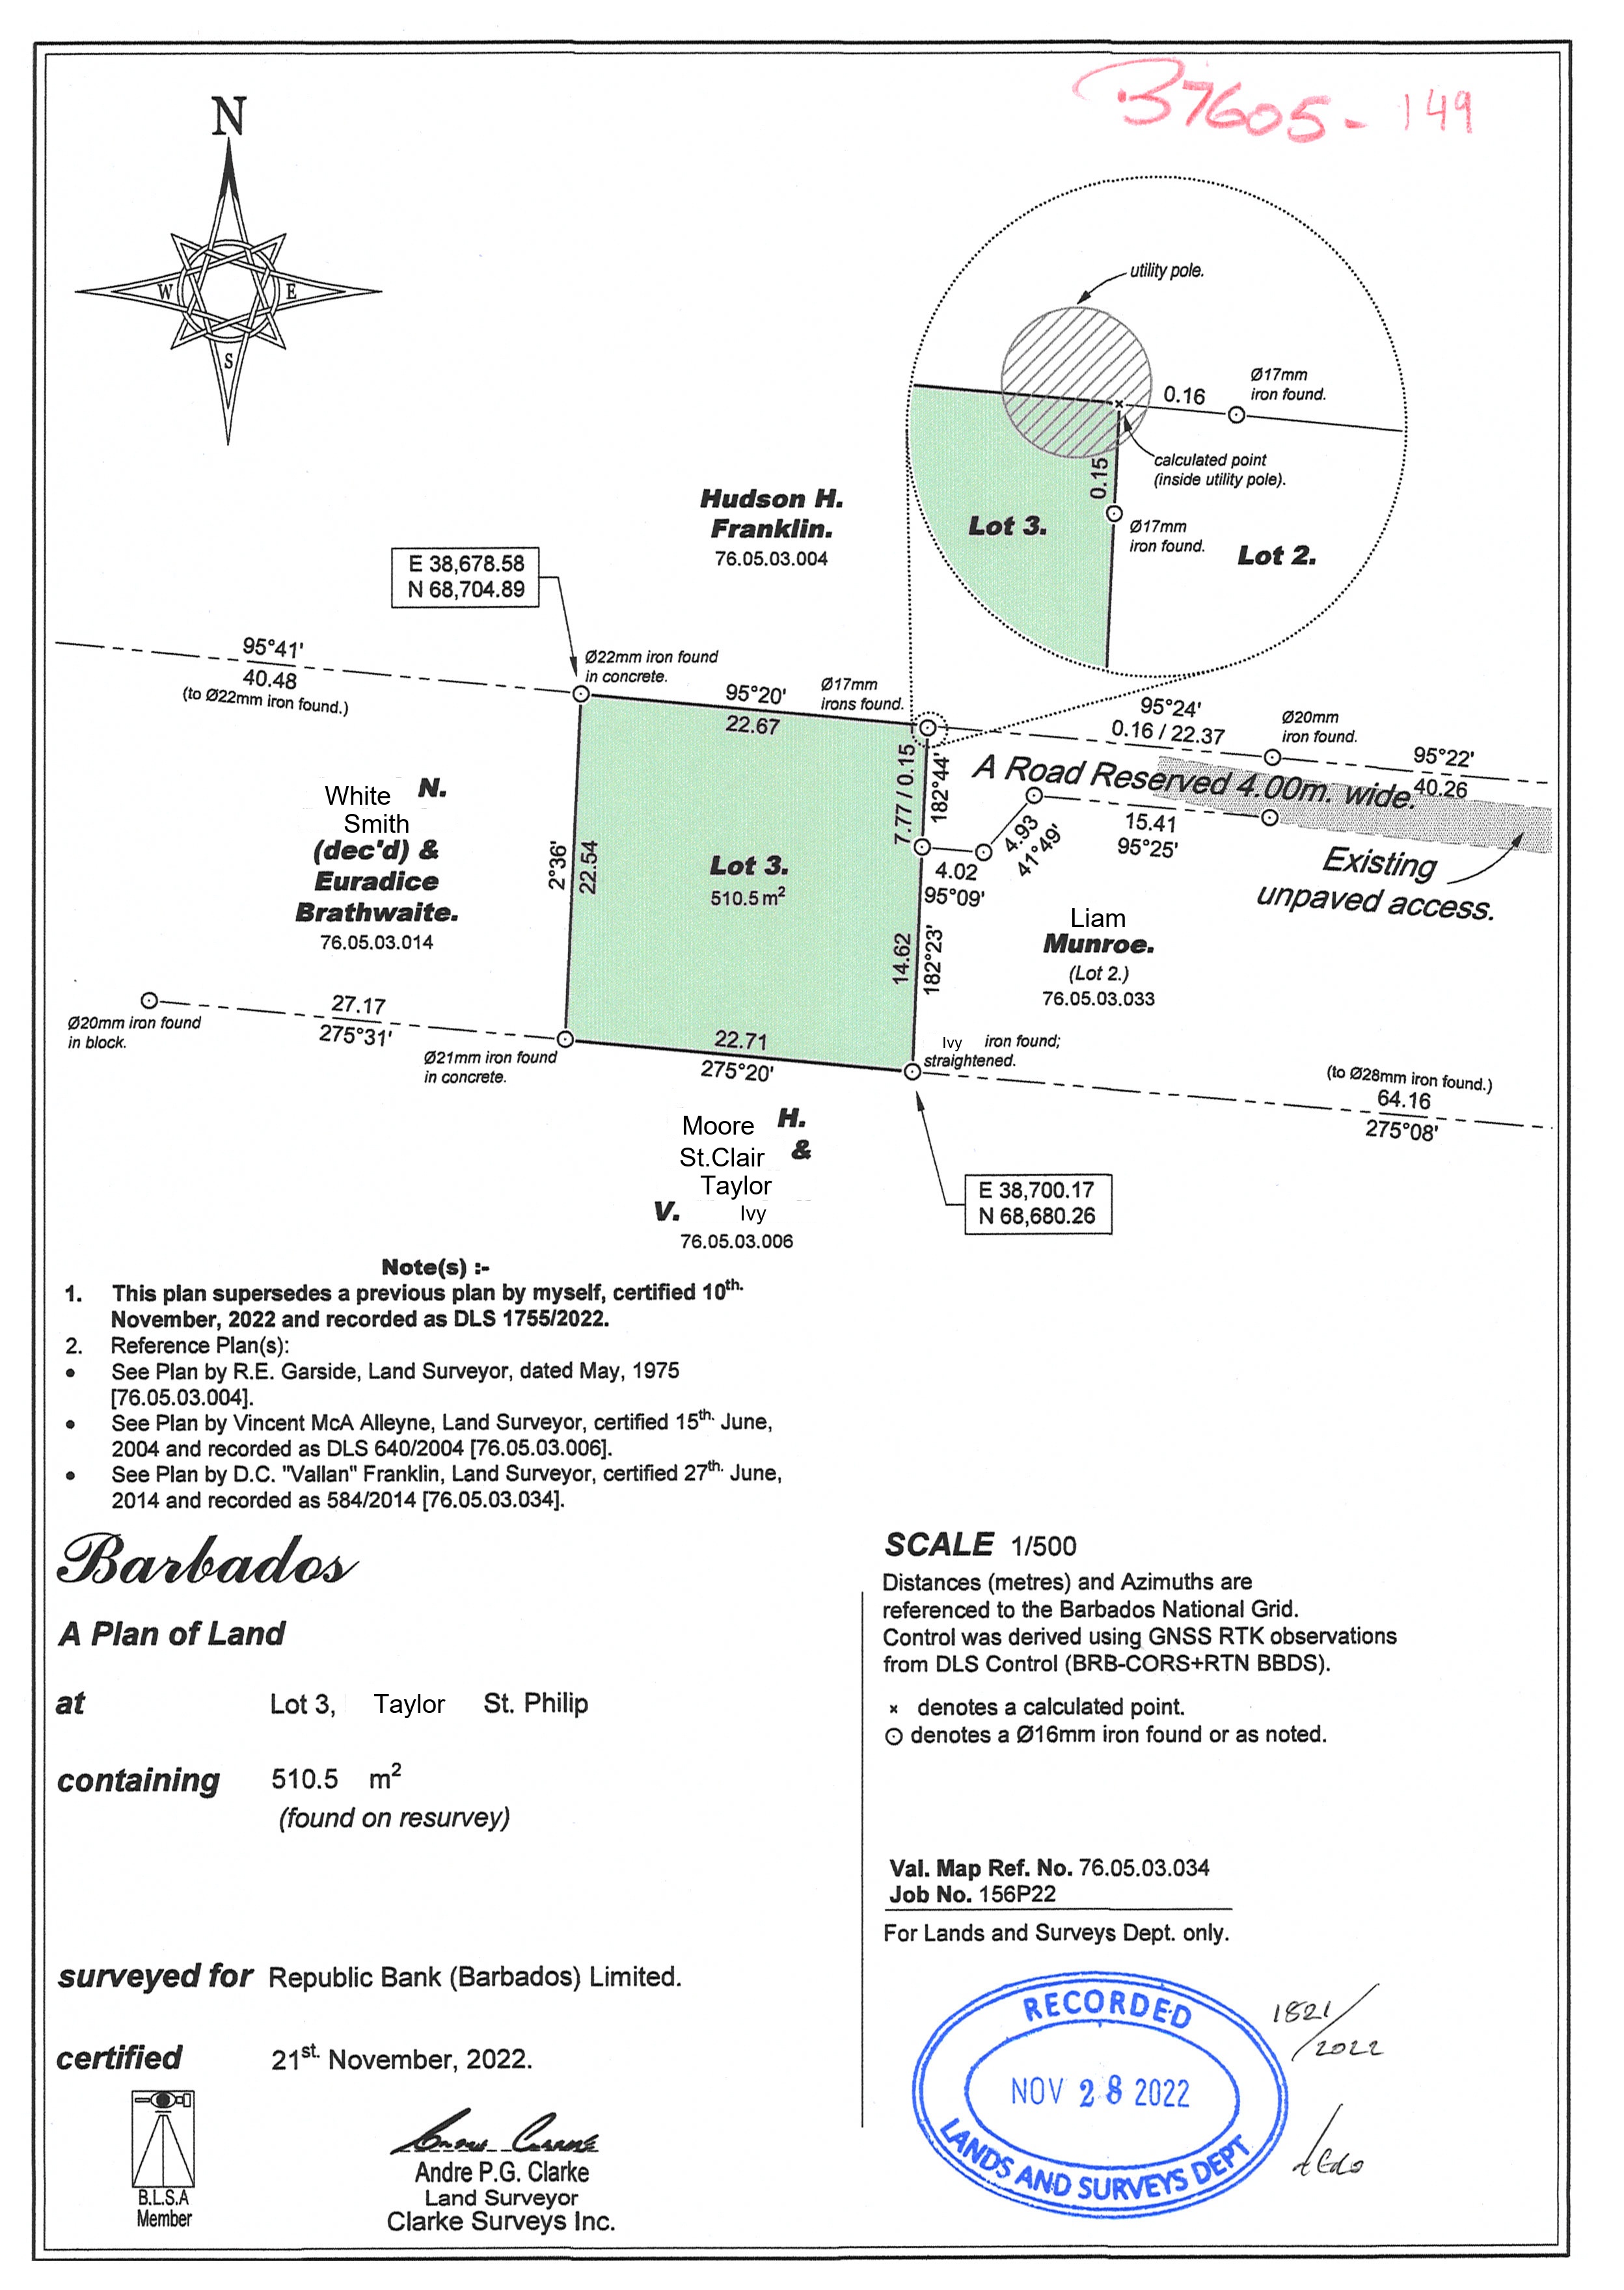 B7605-149
N
W
E
S
utility pole.
Ø17mm
iron found.
0.16
calculated point
(inside utility pole).
0.15
Ø17mm
iron found.
Lot 3.
Lot 2.
Hudson H.
Franklin.
76.05.03.004
E 38,678.58
N 68,704.89
95°41'
40.48
(to Ø22mm iron found.)
Ø22mm iron found
in concrete.
95°20'
22.67
Ø17mm
irons found.
95°24'
0.16 / 22.37
Ø20mm
iron found.
95°22'
40.26
A Road Reserved 4.00m. wide.
7.77 / 0.15
182°44'
4.93
41°49'
15.41
95°25'
4.02
95°09'
Existing
unpaved access.
White N.
Smith
(dec'd) &
Euradice
Brathwaite.
76.05.03.014
2°36'
22.54
Lot 3.
510.5 m²
14.62
182°23'
Liam
Munroe.
(Lot 2.)
76.05.03.033
Ø20mm iron found
in block.
27.17
275°31'
Ø21mm iron found
in concrete.
22.71
275°20'
Ivy iron found;
straightened.
(to Ø28mm iron found.)
64.16
275°08'
Moore H.
St.Clair &
Taylor
V. Ivy
76.05.03.006
E 38,700.17
N 68,680.26
Note(s) :-
1. This plan supersedes a previous plan by myself, certified 10th.
November, 2022 and recorded as DLS 1755/2022.
2. Reference Plan(s):
• See Plan by R.E. Garside, Land Surveyor, dated May, 1975
[76.05.03.004].
• See Plan by Vincent McA Alleyne, Land Surveyor, certified 15th. June,
2004 and recorded as DLS 640/2004 [76.05.03.006].
• See Plan by D.C. "Vallan" Franklin, Land Surveyor, certified 27th. June,
2014 and recorded as 584/2014 [76.05.03.034].
Barbados
A Plan of Land
at Lot 3, Taylor St. Philip
containing 510.5 m²
(found on resurvey)
surveyed for Republic Bank (Barbados) Limited.
certified 21st. November, 2022.
B.L.S.A
Member
Andre P.G. Clarke
Land Surveyor
Clarke Surveys Inc.
SCALE 1/500
Distances (metres) and Azimuths are
referenced to the Barbados National Grid.
Control was derived using GNSS RTK observations
from DLS Control (BRB-CORS+RTN BBDS).
× denotes a calculated point.
⊙ denotes a Ø16mm iron found or as noted.
Val. Map Ref. No. 76.05.03.034
Job No. 156P22
For Lands and Surveys Dept. only.
RECORDED
NOV 28 2022
LANDS AND SURVEYS DEPT
1821/2022